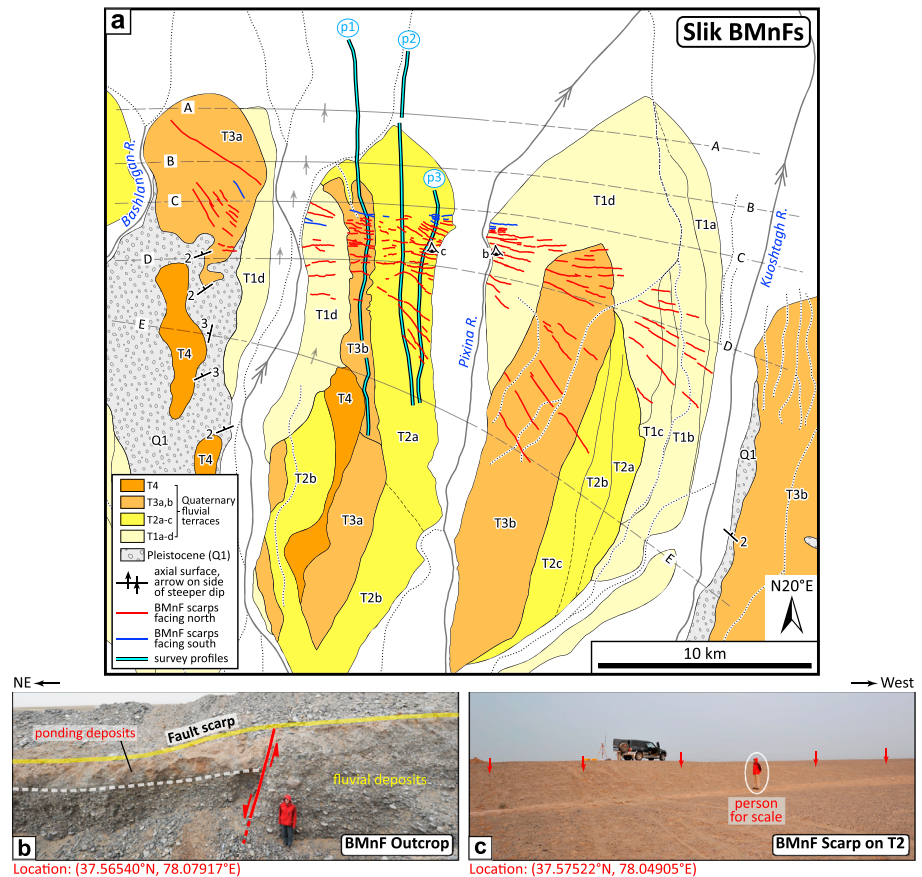 a
Slik BMnFs
p1
p2
p3
A
T3a
B
C
Bashlangan R.
2
D
2
E
3
T4
3
Q1
2
T4
T1d
T1d
T3b
T4
T2a
T2b
T3a
T2b
c
b
Pixina R.
A
T1d
B
T1a
C
Kuoshtagh R.
D
T1c
T1b
T2a
T2b
T3b
T2c
E
Q1
T3b
2
T4
T3a,b
T2a-c
T1a-d
Quaternary
fluvial
terraces
Pleistocene (Q1)
axial surface,
arrow on side
of steeper dip
BMnF scarps
facing north
BMnF scarps
facing south
survey profiles
N20°E
10 km
NE
West
ponding deposits
Fault scarp
fluvial deposits
b
BMnF Outcrop
person
for scale
c
BMnF Scarp on T2
Location: (37.56540°N, 78.07917°E)
Location: (37.57522°N, 78.04905°E)